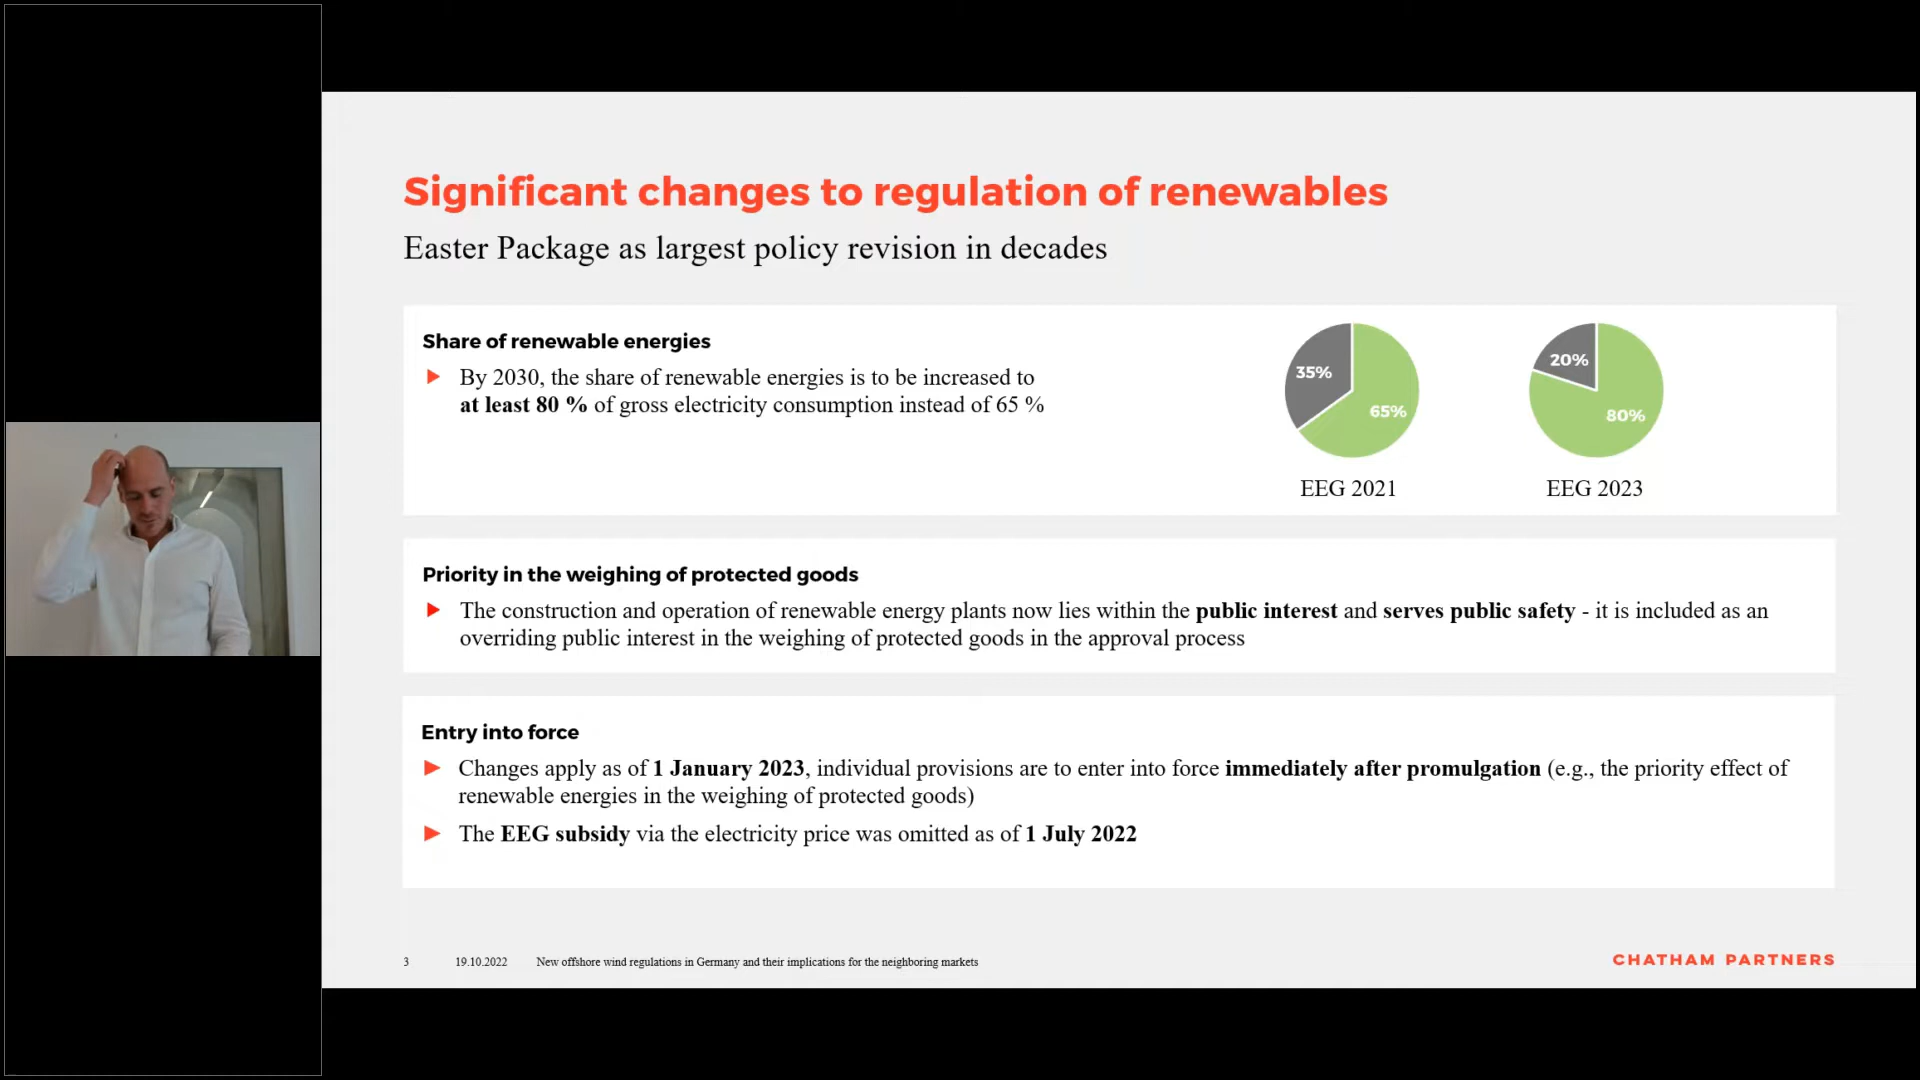 Significant changes to regulation of renewables
Easter Package as largest policy revision in decades
Share of renewable energies
By 2030, the share of renewable energies is to be increased to
at least 80 % of gross electricity consumption instead of 65 %
35%
65%
EEG 2021
20%
80%
EEG 2023
Priority in the weighing of protected goods
The construction and operation of renewable energy plants now lies within the public interest and serves public safety - it is included as an
overriding public interest in the weighing of protected goods in the approval process
Entry into force
Changes apply as of 1 January 2023, individual provisions are to enter into force immediately after promulgation (e.g., the priority effect of
renewable energies in the weighing of protected goods)
The EEG subsidy via the electricity price was omitted as of 1 July 2022
3 19.10.2022 New offshore wind regulations in Germany and their implications for the neighboring markets
CHATHAM PARTNERS